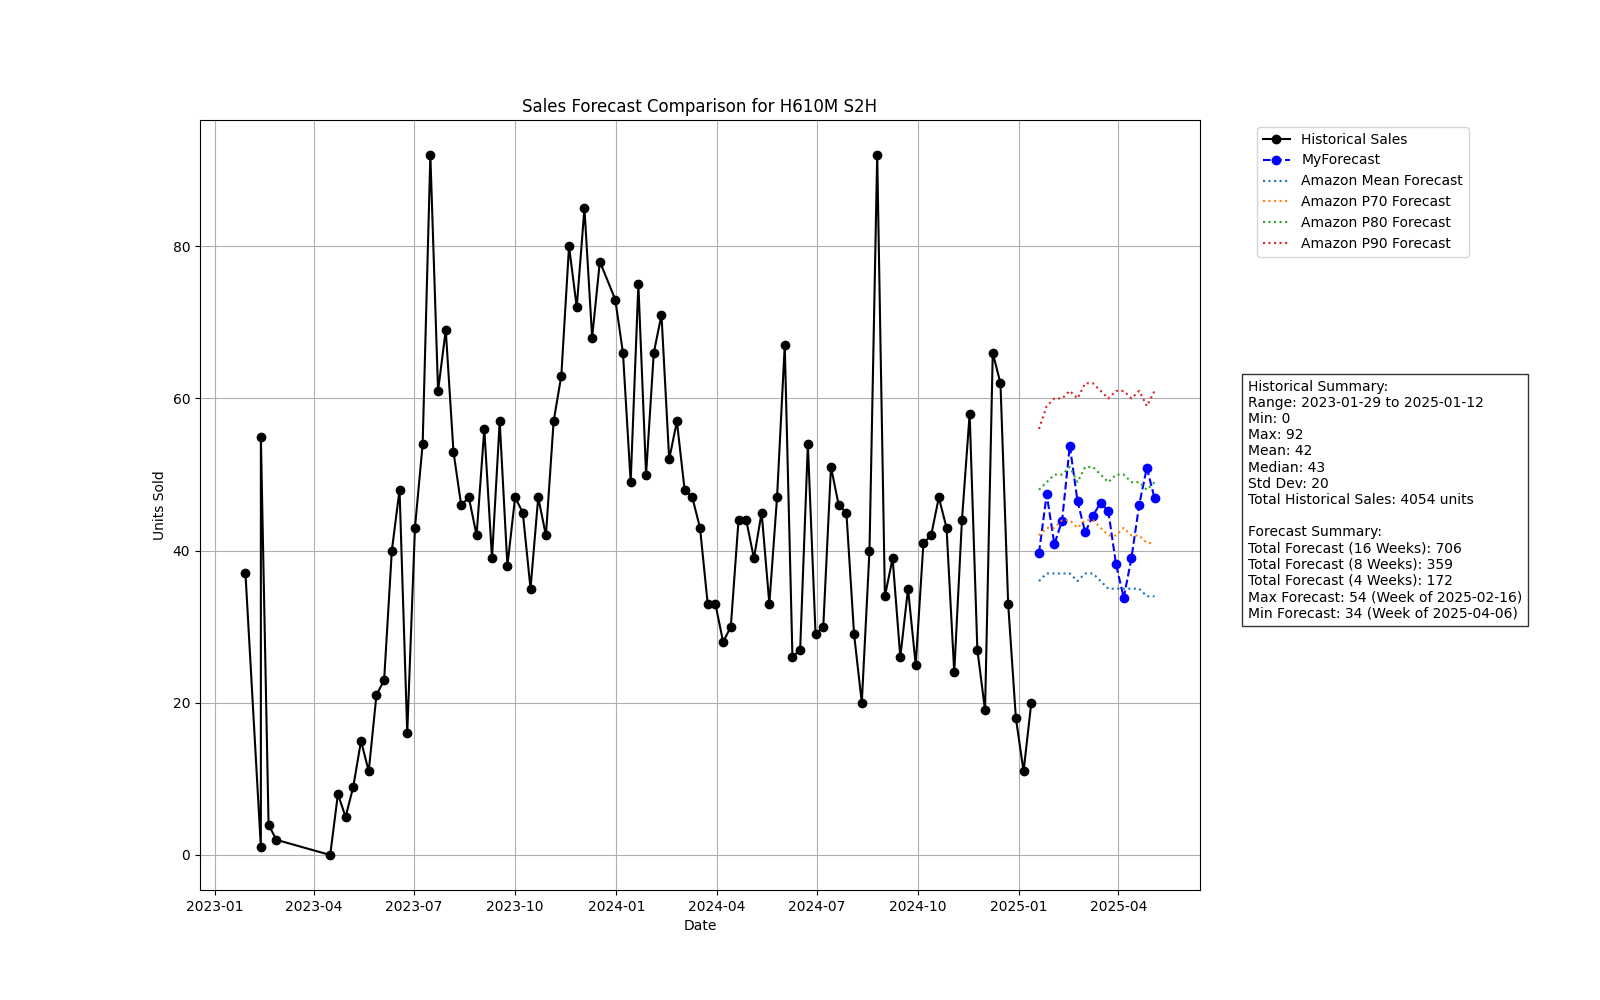 Sales Forecast Comparison for H610M S2H
Historical Sales
MyForecast
Amazon Mean Forecast
Amazon P70 Forecast
Amazon P80 Forecast
Amazon P90 Forecast
80
60
40
20
0
Units Sold
2023-01 2023-04 2023-07 2023-10 2024-01 2024-04 2024-07 2024-10 2025-01 2025-04
Date
Historical Summary:
Range: 2023-01-29 to 2025-01-12
Min: 0
Max: 92
Mean: 42
Median: 43
Std Dev: 20
Total Historical Sales: 4054 units
Forecast Summary:
Total Forecast (16 Weeks): 706
Total Forecast (8 Weeks): 359
Total Forecast (4 Weeks): 172
Max Forecast: 54 (Week of 2025-02-16)
Min Forecast: 34 (Week of 2025-04-06)